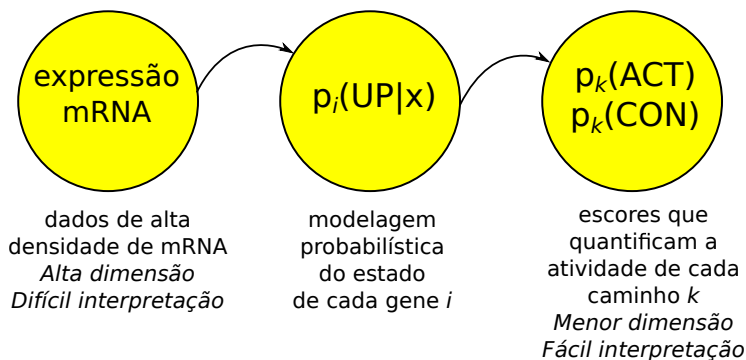 expressão
mRNA
pi(UP|x)
pk(ACT)
pk(CON)
dados de alta
densidade de mRNA
Alta dimensão
Difícil interpretação
modelagem
probabilística
do estado
de cada gene i
escores que
quantificam a
atividade de cada
caminho k
Menor dimensão
Fácil interpretação